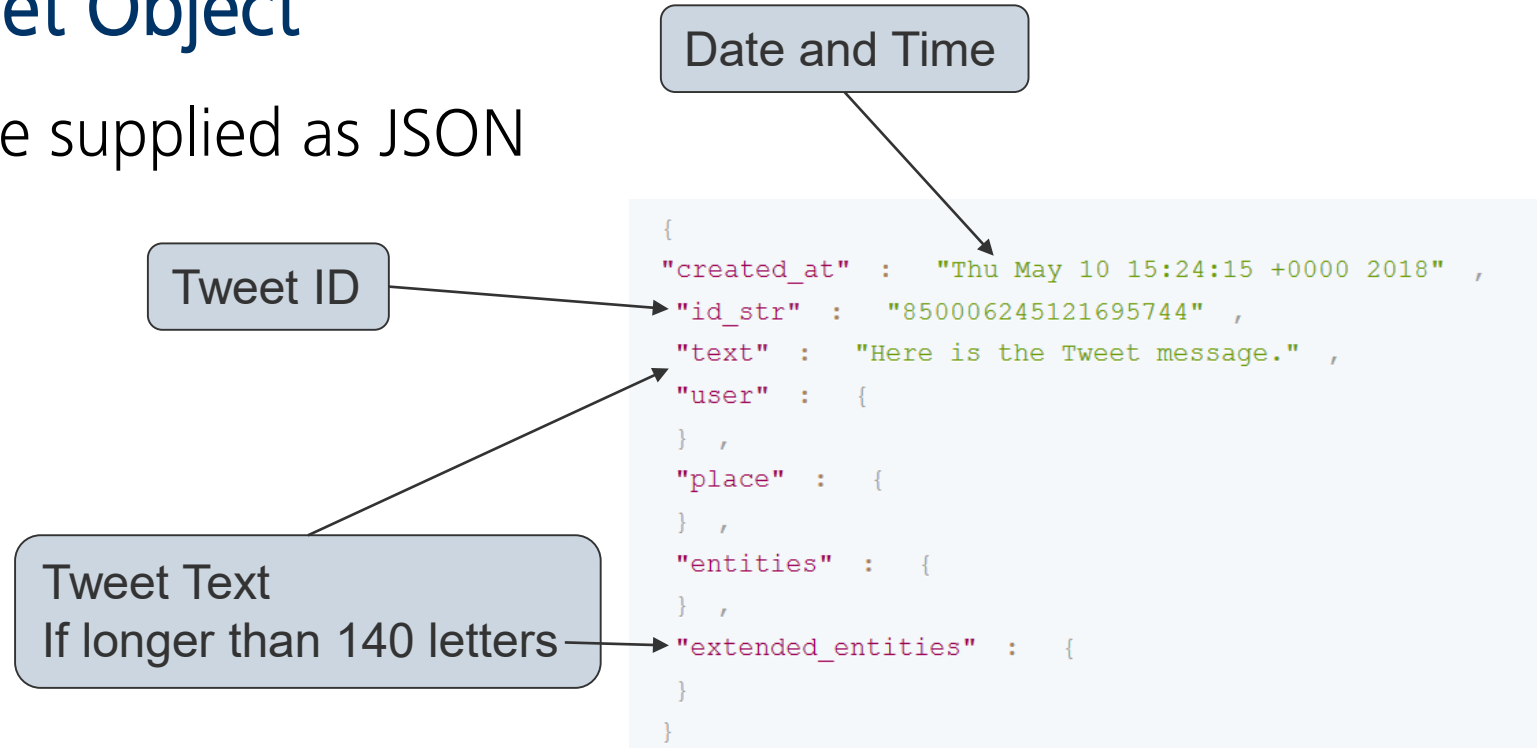 et Object
e supplied as JSON
Date and Time
Tweet ID
Tweet Text
If longer than 140 letters
{
"created_at" : "Thu May 10 15:24:15 +0000 2018" ,
"id_str" : "850006245121695744" ,
"text" : "Here is the Tweet message." ,
"user" : {
} ,
"place" : {
} ,
"entities" : {
} ,
"extended_entities" : {
}
}